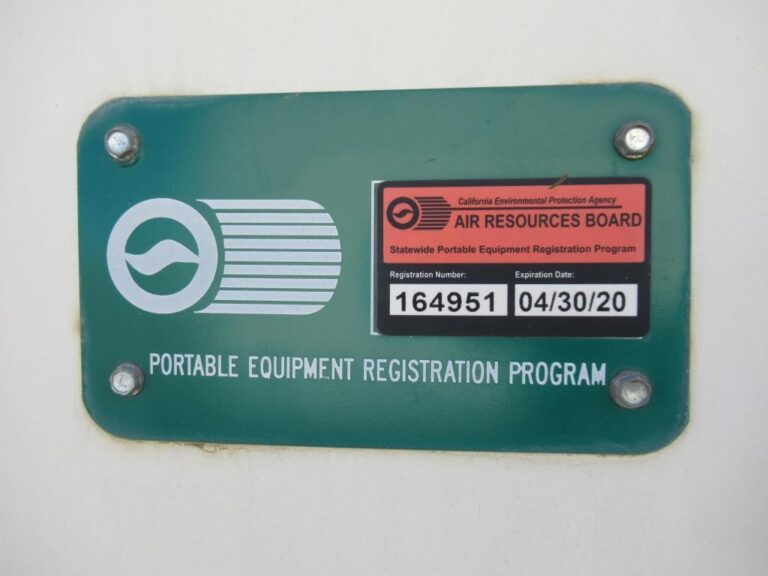 California Environmental Protection Agency
AIR RESOURCES BOARD
Statewide Portable Equipment Registration Program
Registration Number: Expiration Date:
164951 04/30/20
PORTABLE EQUIPMENT REGISTRATION PROGRAM